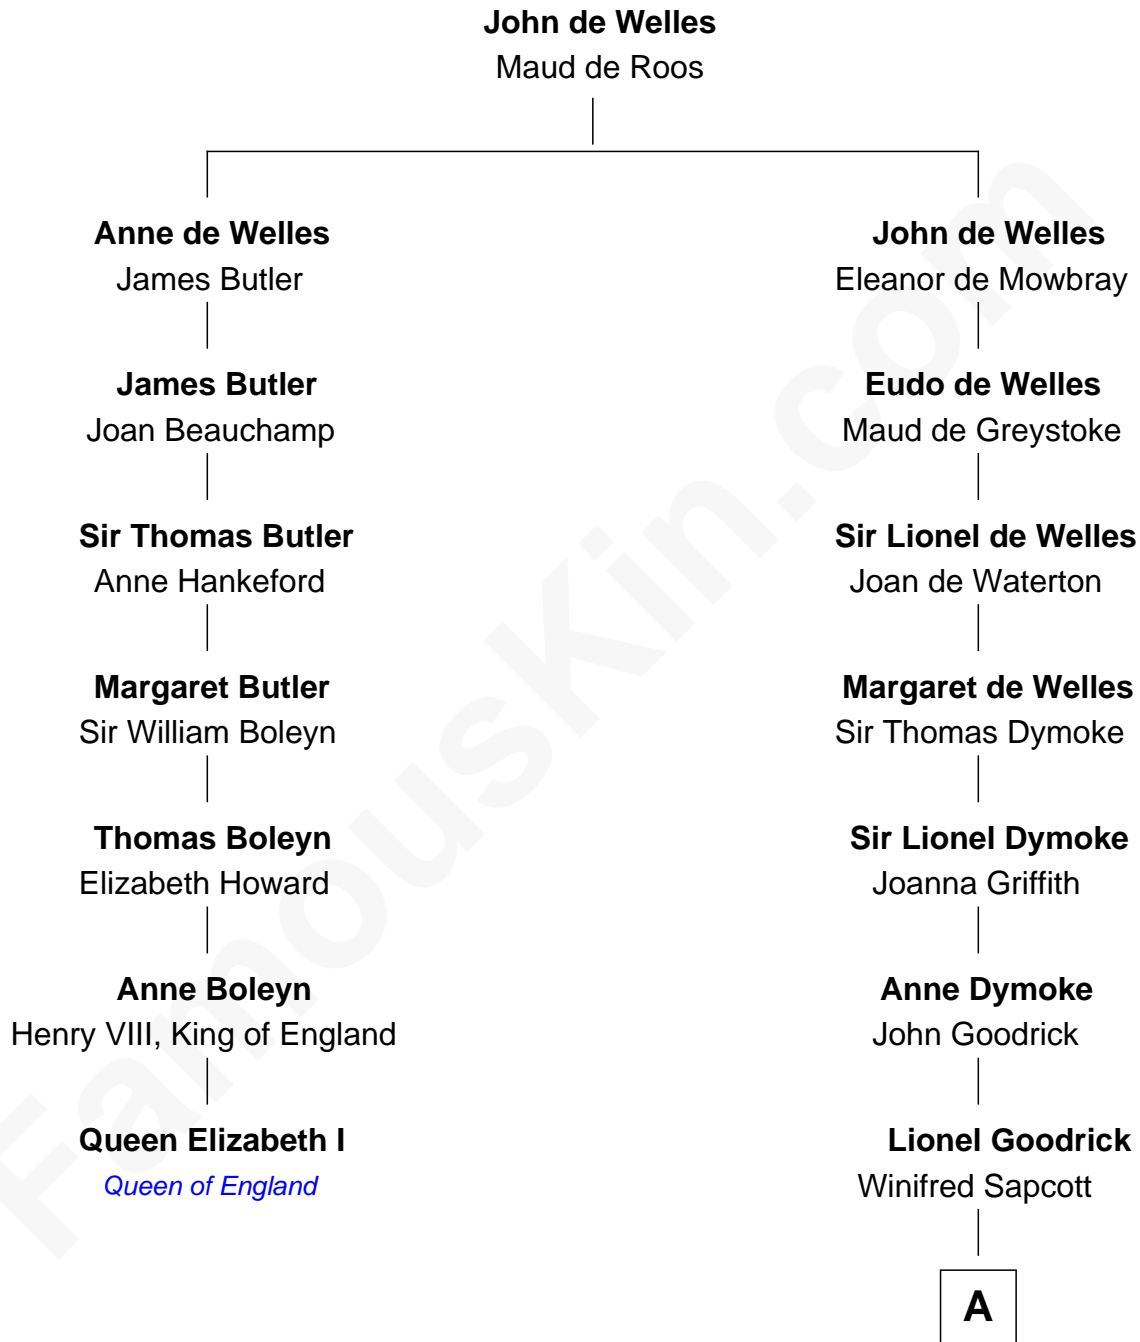 John de Welles
Maud de Roos
Anne de Welles
James Butler
John de Welles
Eleanor de Mowbray
James Butler
Joan Beauchamp
Eudo de Welles
Maud de Greystoke
Sir Thomas Butler
Anne Hankeford
Sir Lionel de Welles
Joan de Waterton
Margaret Butler
Sir William Boleyn
Margaret de Welles
Sir Thomas Dymoke
Thomas Boleyn
Elizabeth Howard
Sir Lionel Dymoke
Joanna Griffith
Anne Boleyn
Henry VIII, King of England
Anne Dymoke
John Goodrick
Queen Elizabeth I
Queen of England
Lionel Goodrick
Winifred Sapcott
A
FamousKin.com